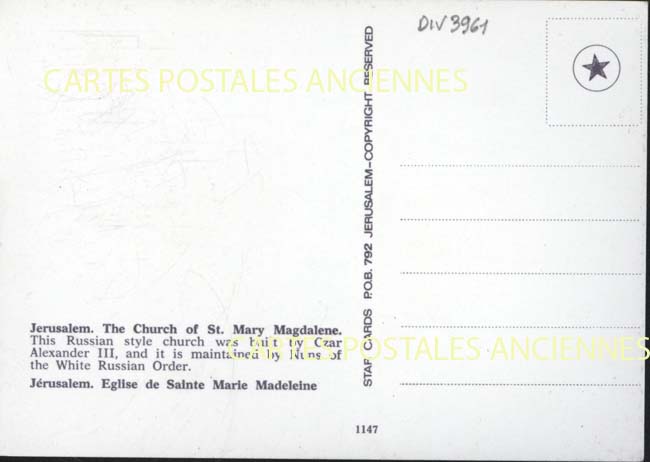 DIV 3961
CARTES POSTALES ANCIENNES
STAR CARDS P.O.B. 792 JERUSALEM—COPYRIGHT RESERVED
Jerusalem. The Church of St. Mary Magdalene.
This Russian style church was built by Czar
Alexander III, and it is maintained by Nuns of
the White Russian Order.
CARTES POSTALES ANCIENNES
Jérusalem. Eglise de Sainte Marie Madeleine
1147